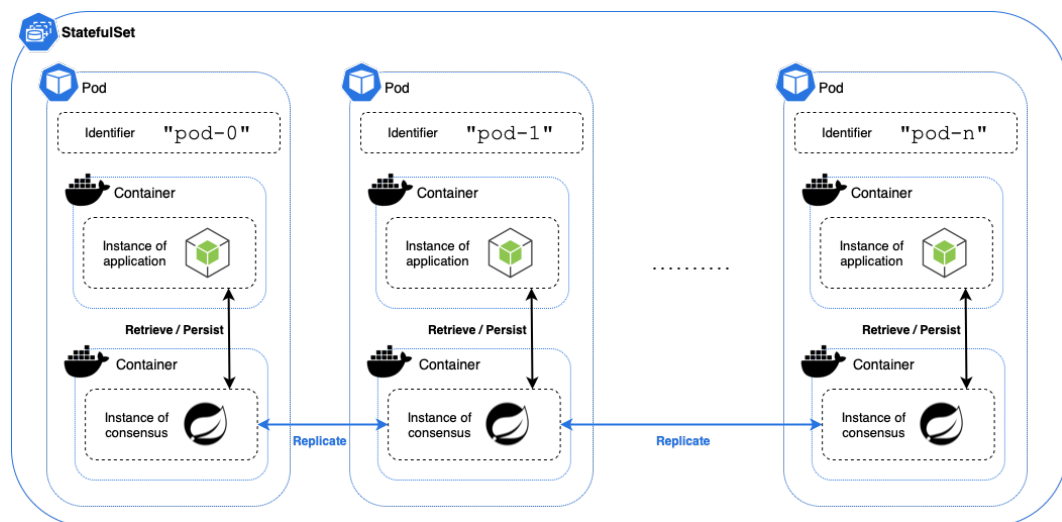 StatefulSet
Pod
Pod
Pod
Identifier "pod-0"
Identifier "pod-1"
Identifier "pod-n"
Container
Container
Container
Instance of
application
Instance of
application
..........
Instance of
application
Retrieve / Persist
Retrieve / Persist
Retrieve / Persist
Container
Container
Container
Instance of
consensus
Replicate
Instance of
consensus
Replicate
Instance of
consensus